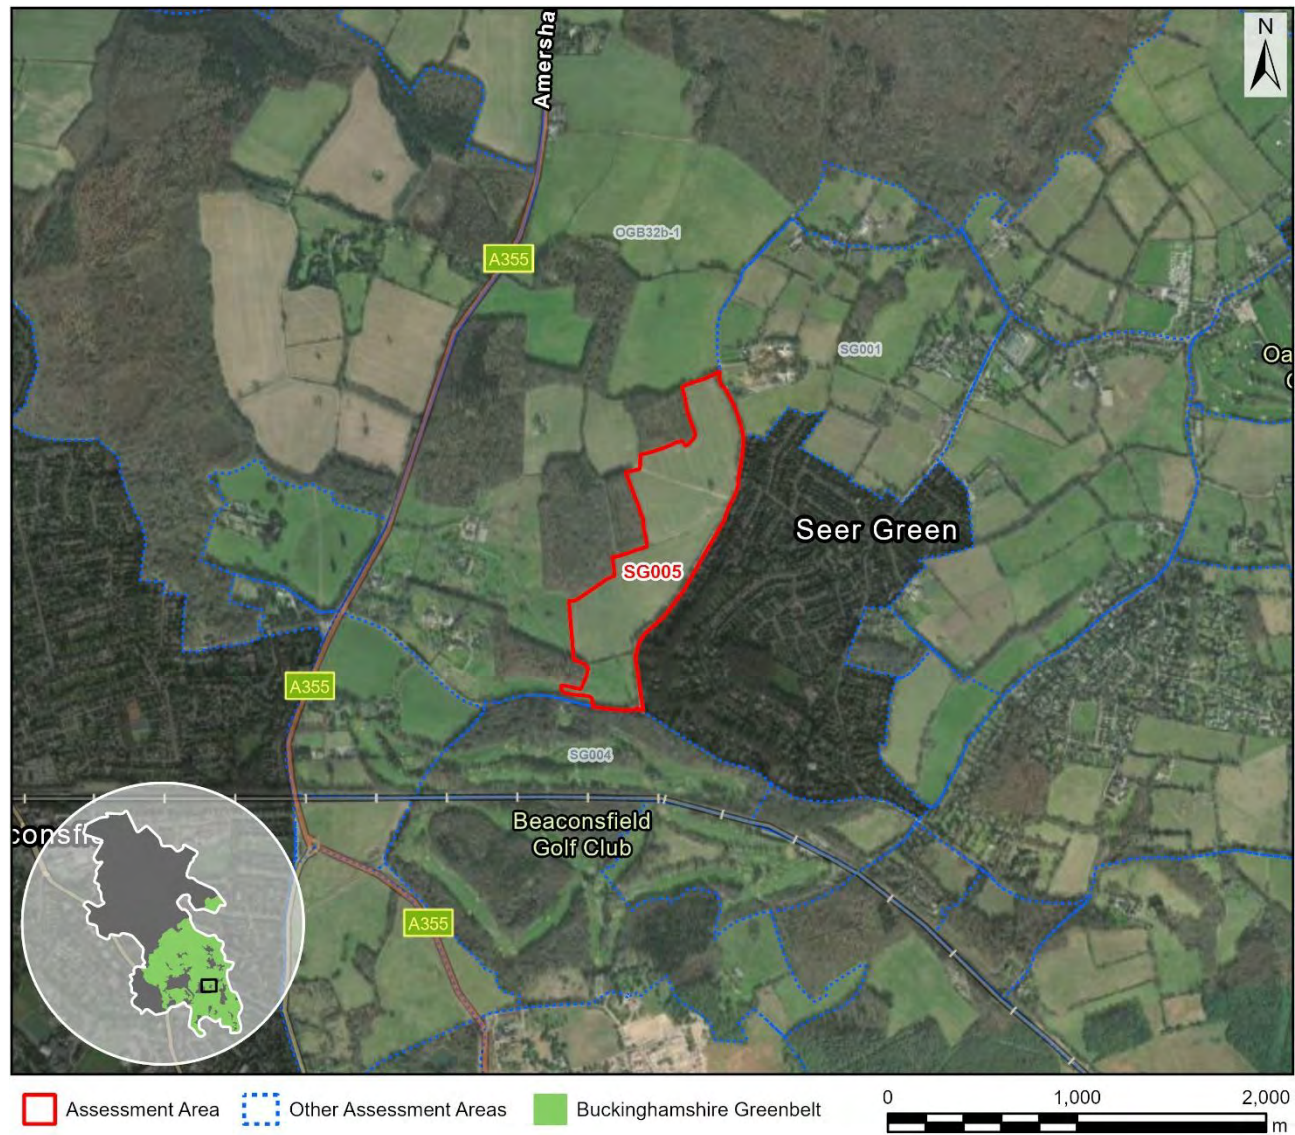 N
Amersha
OGB32b-1
A355
SG001
Oa
Seer Green
SG005
A355
SG004
Beaconsfield
Golf Club
consfi
A355
Assessment Area
Other Assessment Areas
Buckinghamshire Greenbelt
0 1,000 2,000
m